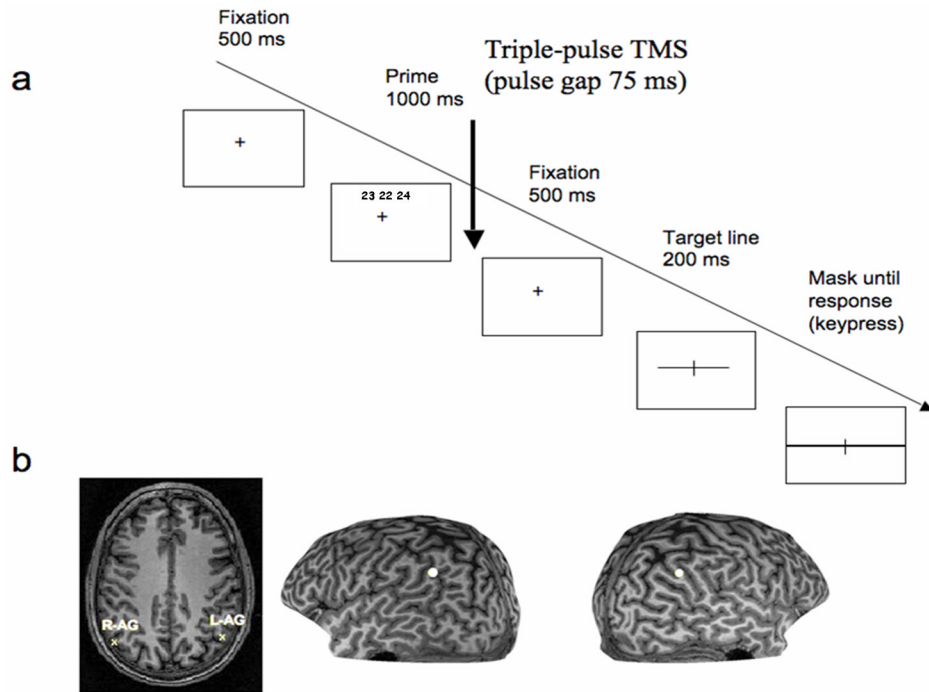 Fixation
500 ms
Triple-pulse TMS
(pulse gap 75 ms)
a
Prime
1000 ms
23 22 24
Fixation
500 ms
Target line
200 ms
Mask until
response
(keypress)
b
R-AG
L-AG